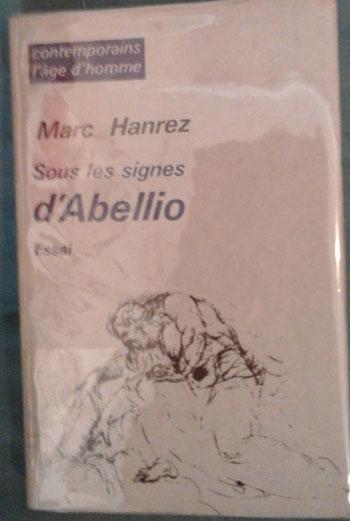 contemporains
l'âge d'homme
Marc Hanrez
Sous les signes
d'Abellio
Essai